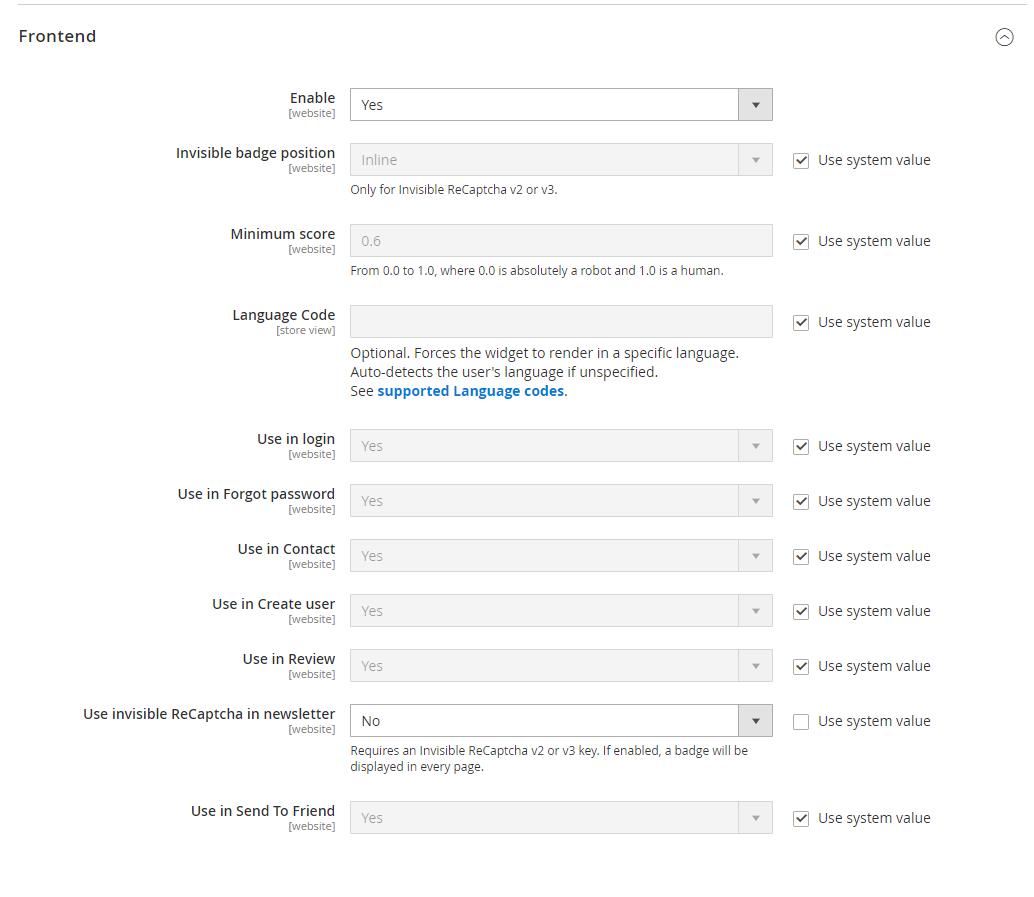 Frontend
Enable
[website]
Yes
Invisible badge position
[website]
Inline
Use system value
Only for Invisible ReCaptcha v2 or v3.
Minimum score
[website]
0.6
Use system value
From 0.0 to 1.0, where 0.0 is absolutely a robot and 1.0 is a human.
Language Code
[store view]
Use system value
Optional. Forces the widget to render in a specific language.
Auto-detects the user's language if unspecified.
See supported Language codes.
Use in login
[website]
Yes
Use system value
Use in Forgot password
[website]
Yes
Use system value
Use in Contact
[website]
Yes
Use system value
Use in Create user
[website]
Yes
Use system value
Use in Review
[website]
Yes
Use system value
Use invisible ReCaptcha in newsletter
[website]
No
Use system value
Requires an Invisible ReCaptcha v2 or v3 key. If enabled, a badge will be
displayed in every page.
Use in Send To Friend
[website]
Yes
Use system value